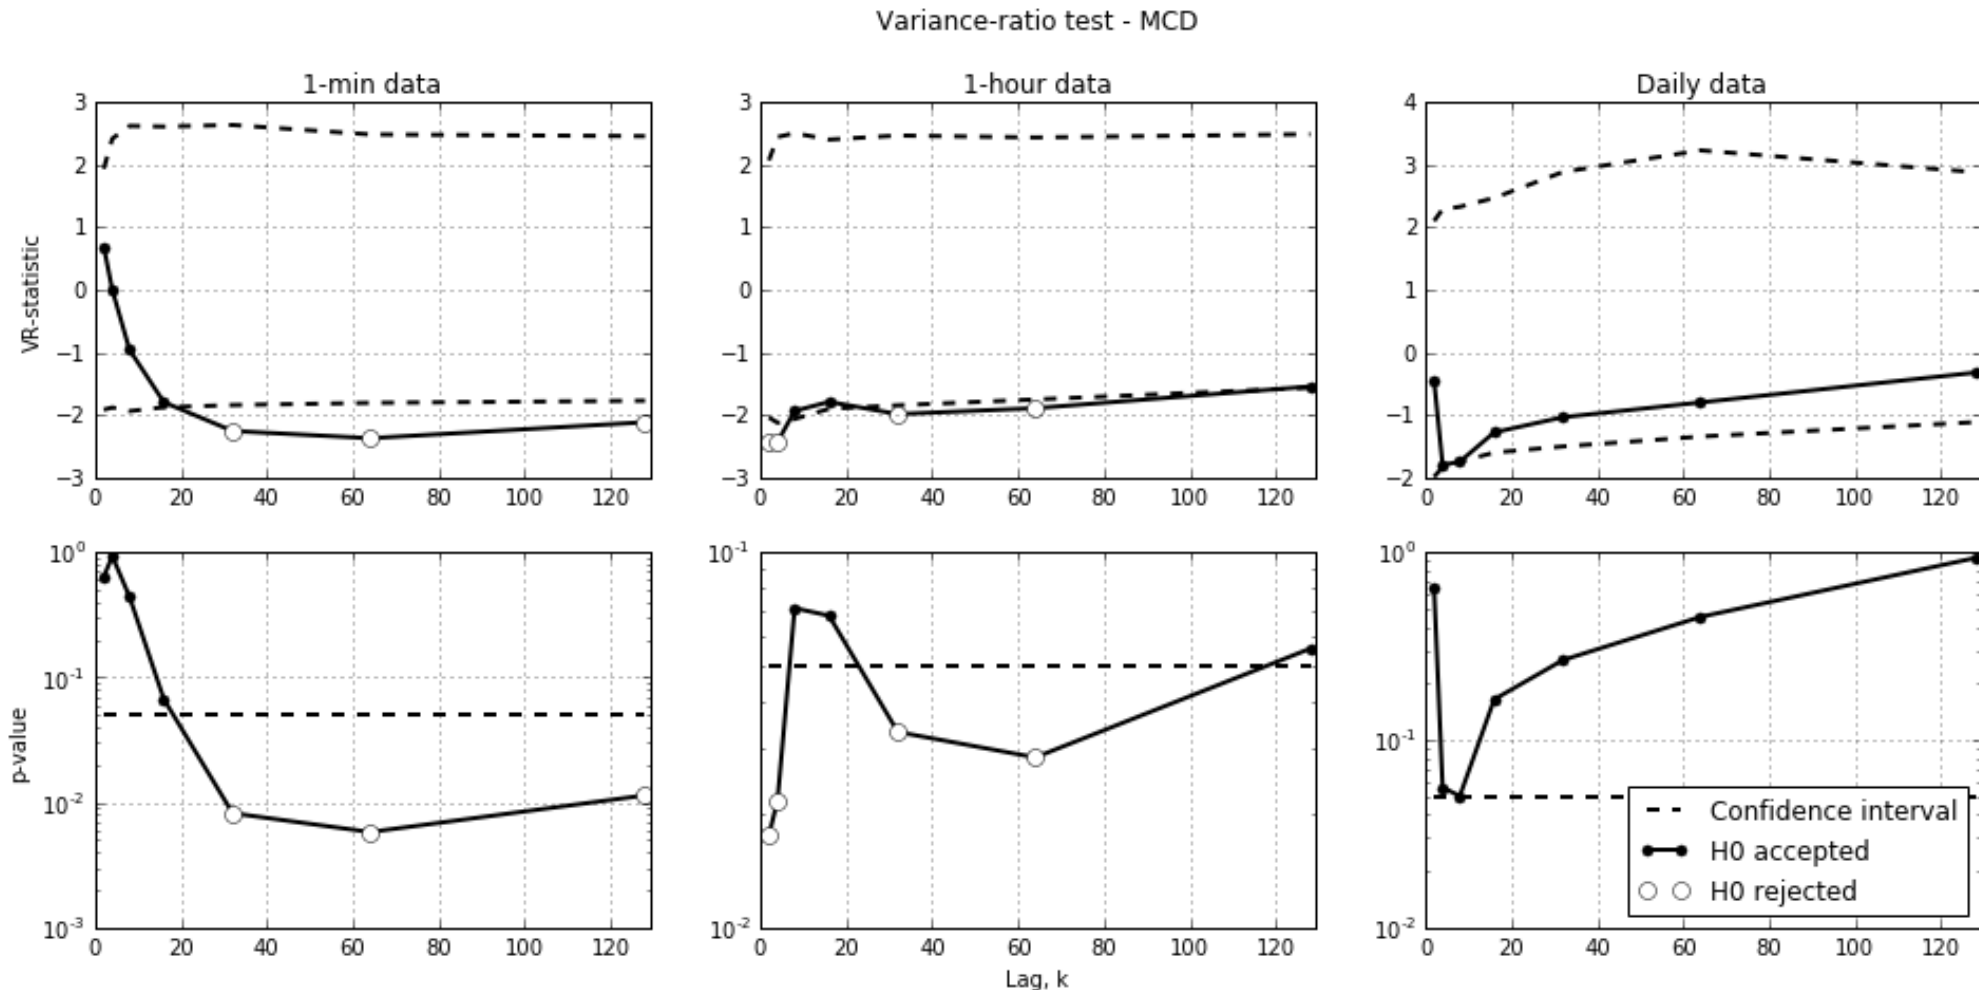 Variance-ratio test - MCD
1-min data
1-hour data
Daily data
VR-statistic
3
2
1
0
−1
−2
−3
0 20 40 60 80 100 120
3
2
1
0
−1
−2
−3
0 20 40 60 80 100 120
4
3
2
1
0
−1
−2
0 20 40 60 80 100 120
p-value
10^0
10^-1
10^-2
10^-3
0 20 40 60 80 100 120
10^-1
10^-2
0 20 40 60 80 100 120
Lag, k
10^0
10^-1
10^-2
0 20 40 60 80 100 120
Confidence interval
H0 accepted
H0 rejected